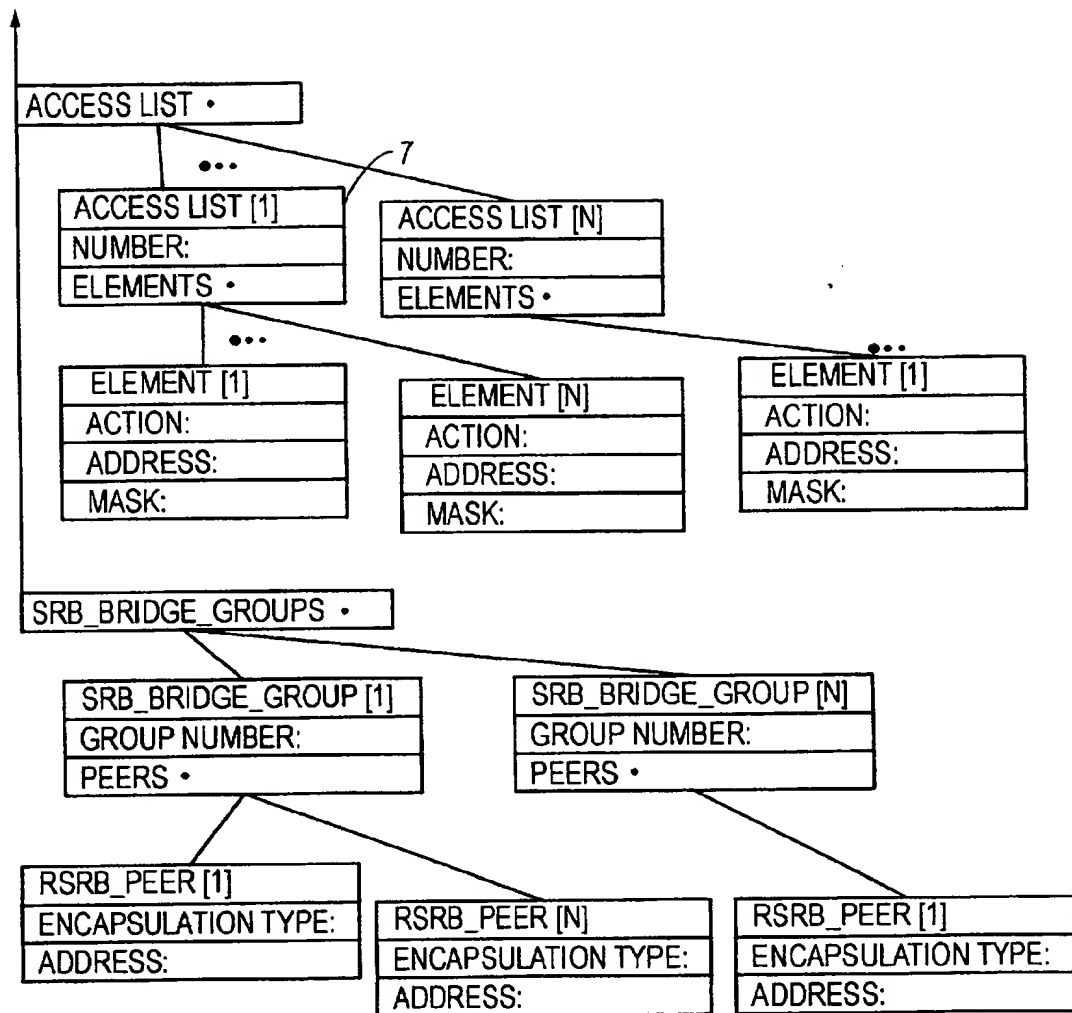 ACCESS LIST •
7
ACCESS LIST [1]
NUMBER:
ELEMENTS •
ACCESS LIST [N]
NUMBER:
ELEMENTS •
ELEMENT [1]
ACTION:
ADDRESS:
MASK:
ELEMENT [N]
ACTION:
ADDRESS:
MASK:
ELEMENT [1]
ACTION:
ADDRESS:
MASK:
SRB_BRIDGE_GROUPS •
SRB_BRIDGE_GROUP [1]
GROUP NUMBER:
PEERS •
SRB_BRIDGE_GROUP [N]
GROUP NUMBER:
PEERS •
RSRB_PEER [1]
ENCAPSULATION TYPE:
ADDRESS:
RSRB_PEER [N]
ENCAPSULATION TYPE:
ADDRESS:
RSRB_PEER [1]
ENCAPSULATION TYPE:
ADDRESS: